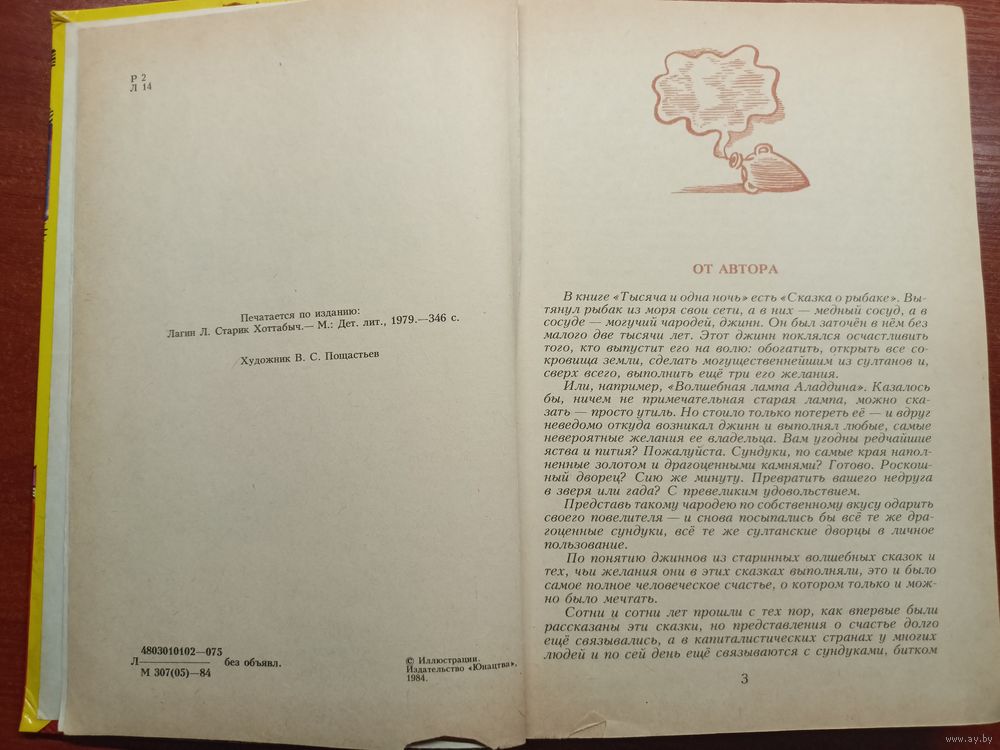 Р 2
Л 14
Печатается по изданию:
Лагин Л. Старик Хоттабыч.— М.: Дет. лит., 1979.—346 с.
Художник В. С. Пощастьев
4803010102—075
Л————— без объявл.
М 307(05)—84
© Иллюстрации.
Издательство «Юнацтва».
1984.
ОТ АВТОРА
В книге «Тысяча и одна ночь» есть «Сказка о рыбаке». Вы-
тянул рыбак из моря свои сети, а в них — медный сосуд, а в
сосуде — могучий чародей, джинн. Он был заточён в нём без
малого две тысячи лет. Этот джинн поклялся осчастливить
того, кто выпустит его на волю: обогатить, открыть все со-
кровища земли, сделать могущественнейшим из султанов и,
сверх всего, выполнить ещё три его желания.
Или, например, «Волшебная лампа Аладдина». Казалось
бы, ничем не примечательная старая лампа, можно ска-
зать — просто утиль. Но стоило только потереть её — и вдруг
неведомо откуда возникал джинн и выполнял любые, самые
невероятные желания ее владельца. Вам угодны редчайшие
яства и пития? Пожалуйста. Сундуки, по самые края напол-
ненные золотом и драгоценными камнями? Готово. Роскош-
ный дворец? Сию же минуту. Превратить вашего недруга
в зверя или гада? С превеликим удовольствием.
Представь такому чародею по собственному вкусу одарить
своего повелителя — и снова посыпались бы всё те же дра-
гоценные сундуки, всё те же султанские дворцы в личное
пользование.
По понятию джиннов из старинных волшебных сказок и
тех, чьи желания они в этих сказках выполняли, это и было
самое полное человеческое счастье, о котором только и мож-
но было мечтать.
Сотни и сотни лет прошли с тех пор, как впервые были
рассказаны эти сказки, но представления о счастье долго
ещё связывались, а в капиталистических странах у многих
людей и по сей день ещё связываются с сундуками, битком
3
www.ay.by